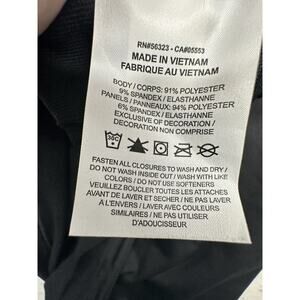 RN#56323 - CA#05553
MADE IN VIETNAM
FABRIQUE AU VIETNAM
BODY / CORPS: 91% POLYESTER
9% SPANDEX / ELASTHANNE
PANELS / PANNEAUX: 94% POLYESTER
6% SPANDEX / ELASTHANNE
EXCLUSIVE OF DECORATION /
DÉCORATION NON COMPRISE
FASTEN ALL CLOSURES TO WASH AND DRY /
DO NOT WASH INSIDE OUT / WASH WITH LIKE
COLORS / DO NOT USE SOFTENERS
VEUILLEZ BOUCLER TOUTES LES ATTACHES
AVANT DE LAVER ET SÉCHER / NE PAS LAVER
À L'ENVERS / LAVER AVEC COULEURS
SIMILAIRES / NE PAS UTILISER
D'ADOUCISSEUR